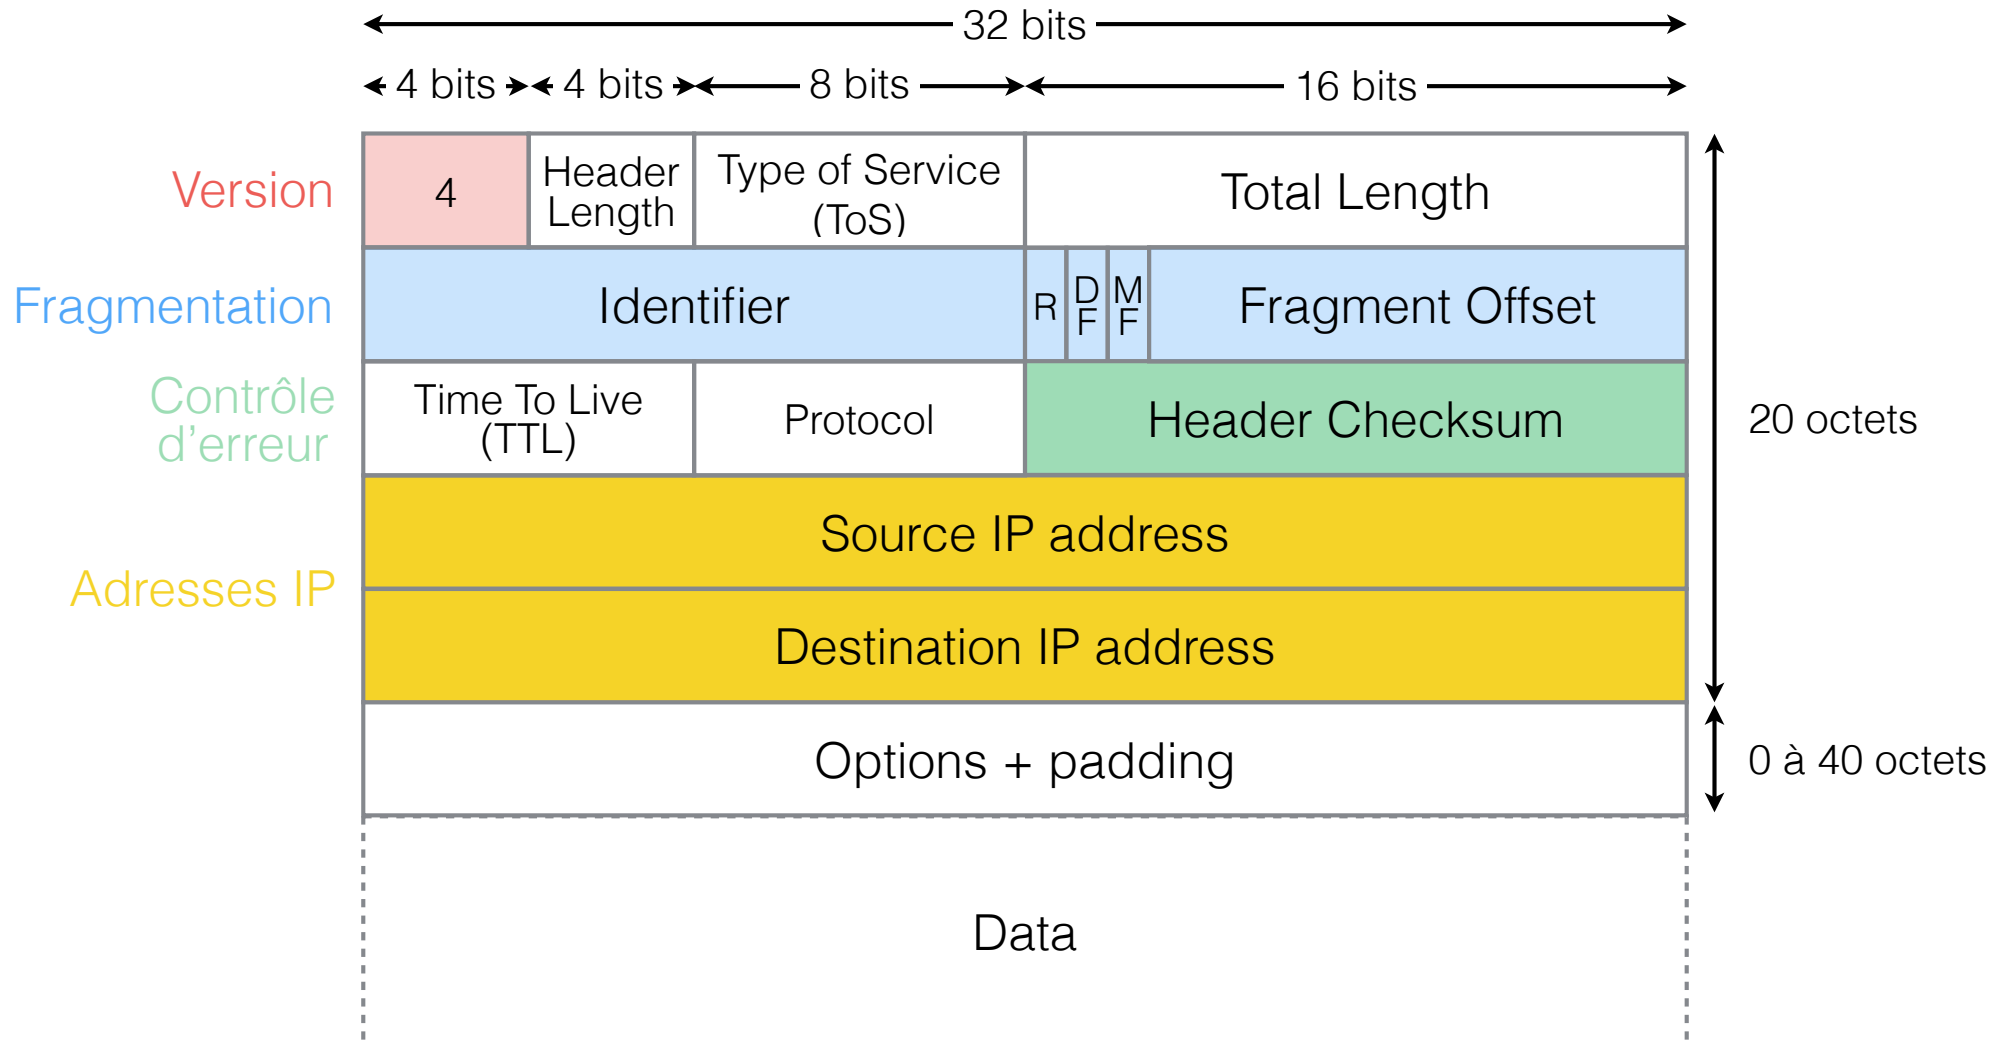 32 bits
4 bits
4 bits
8 bits
16 bits
Version
4
Header
Length
Type of Service
(ToS)
Total Length
Fragmentation
Identifier
R
D
F
M
F
Fragment Offset
Contrôle
d'erreur
Time To Live
(TTL)
Protocol
Header Checksum
20 octets
Adresses IP
Source IP address
Destination IP address
Options + padding
0 à 40 octets
Data